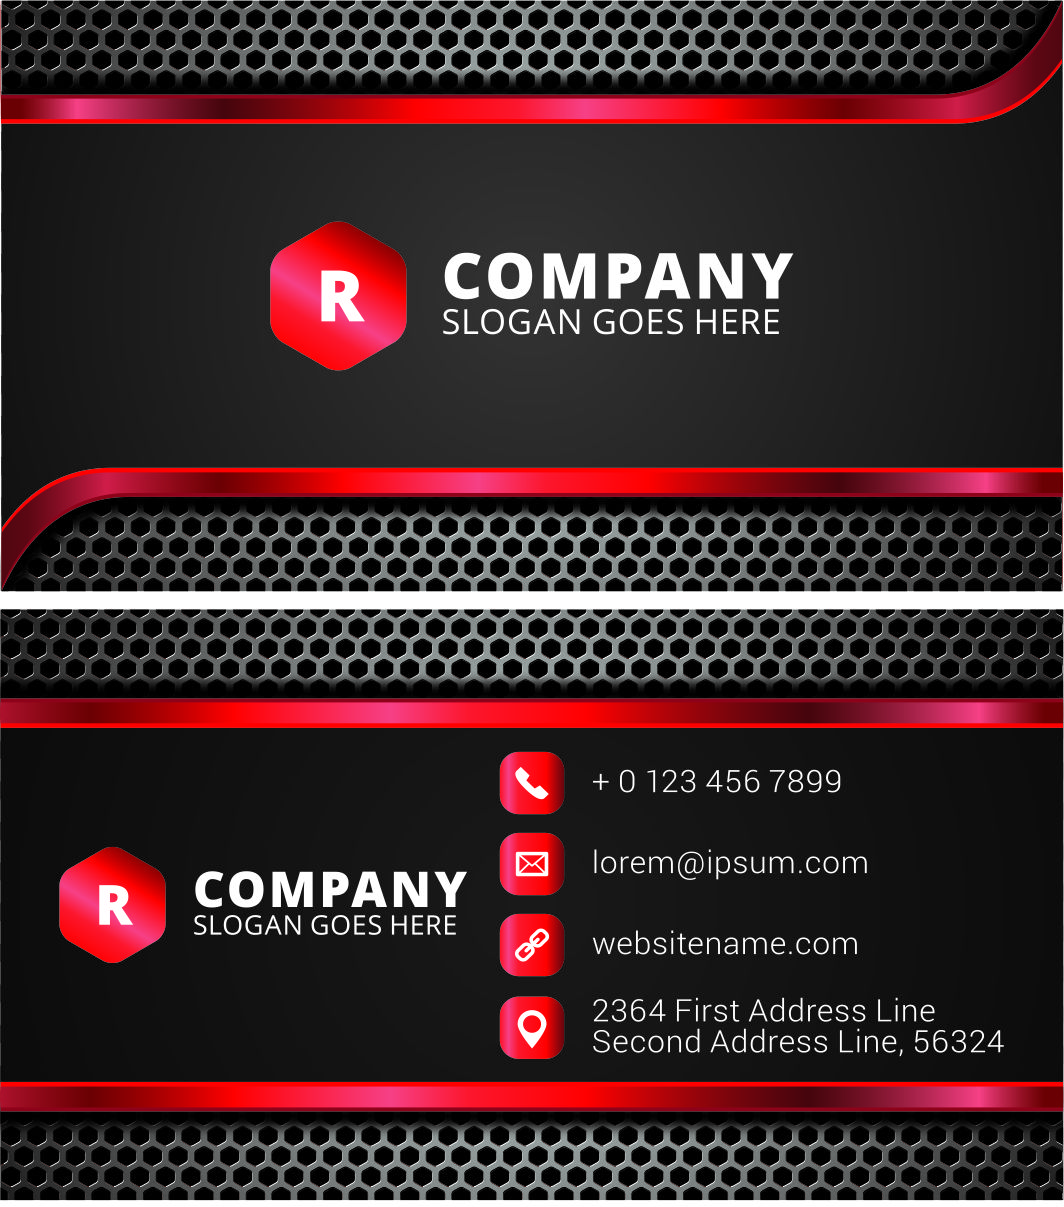 R
COMPANY
SLOGAN GOES HERE
+ 0 123 456 7899
lorem@ipsum.com
R
COMPANY
SLOGAN GOES HERE
websitename.com
2364 First Address Line
Second Address Line, 56324